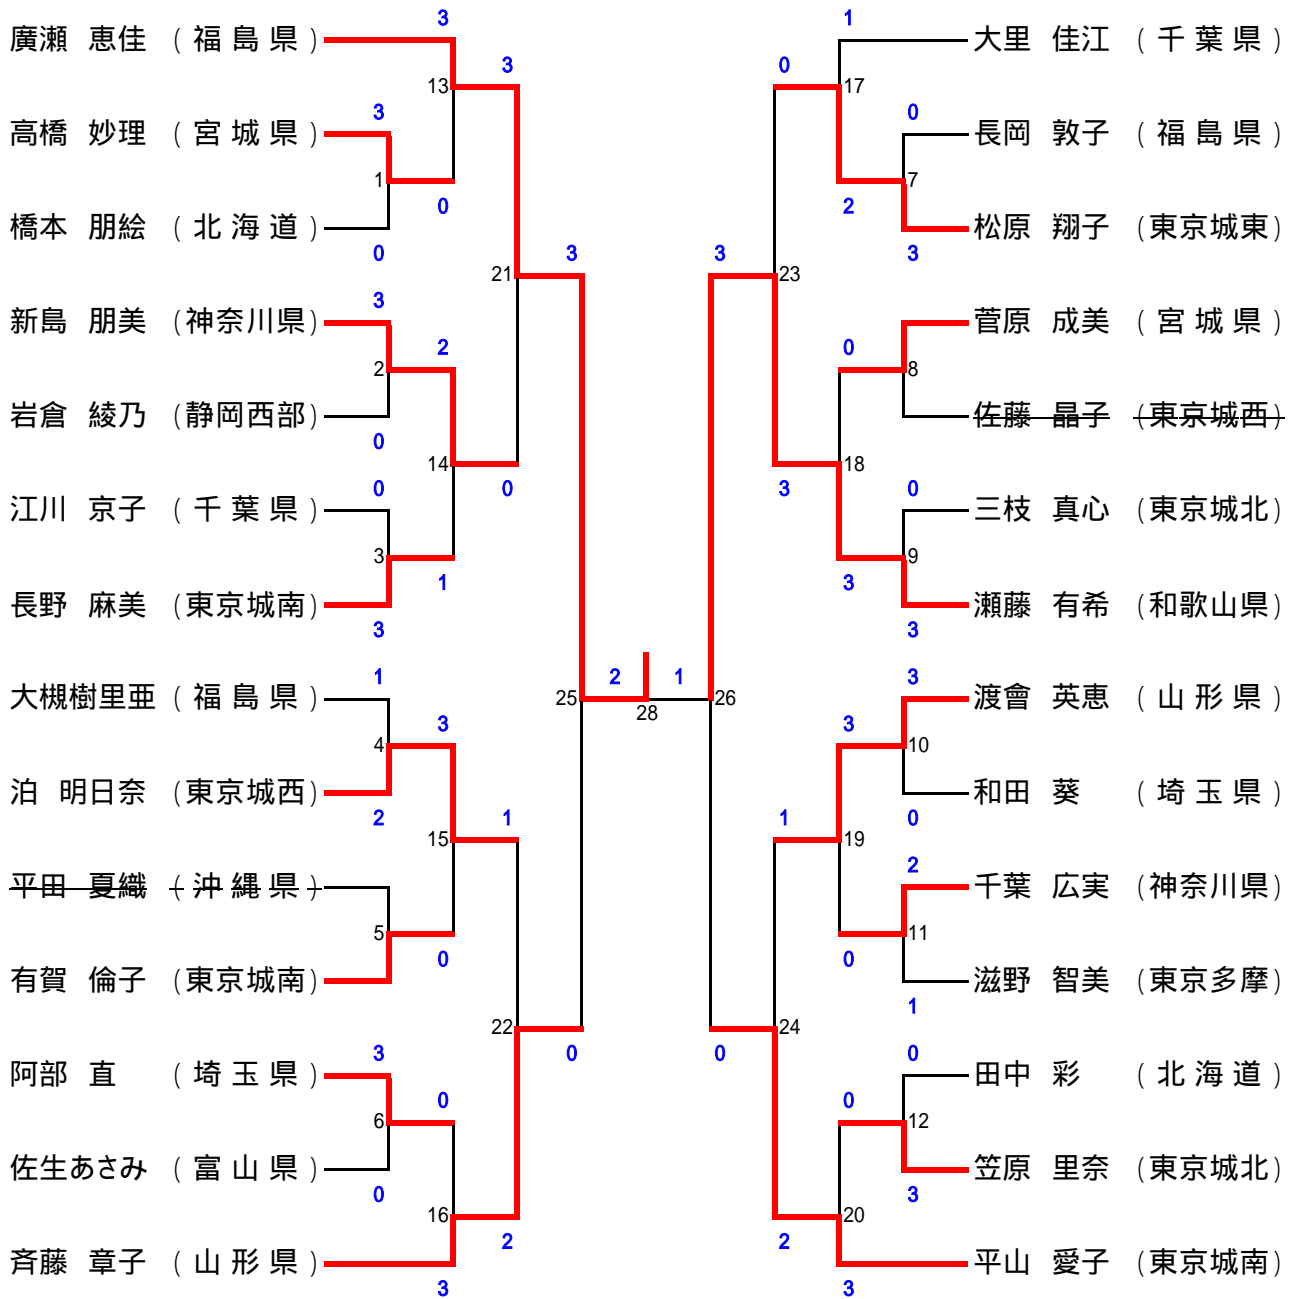 3 1
廣瀬 恵佳 (福島県) 大里 佳江 (千葉県)
3 0
13 17
3 0
高橋 妙理 (宮城県) 長岡 敦子 (福島県)
1 7
0 2
橋本 朋絵 (北海道) 松原 翔子 (東京城東)
0 3 3 3
21 23
3
新島 朋美 (神奈川県) 菅原 成美 (宮城県)
2 0
2 8
岩倉 綾乃 (静岡西部) 佐藤 晶子 (東京城西)
0
14 18
0 0 3 0
江川 京子 (千葉県) 三枝 真心 (東京城北)
3 9
1 3
長野 麻美 (東京城南) 瀬藤 有希 (和歌山県)
3 3
1 2 1 3
大槻樹里亜 (福島県) 25 28 26 渡會 英恵 (山形県)
3 3
4 10
泊 明日奈 (東京城西) 和田 葵 (埼玉県)
2 1 1 0
15 19
2
平田 夏織 (沖縄県) 千葉 広実 (神奈川県)
5 11
0 0
有賀 倫子 (東京城南) 滋野 智美 (東京多摩)
1
22 24
3 0 0 0
阿部 直 (埼玉県) 田中 彩 (北海道)
0 0
6 12
佐生あさみ (富山県) 笠原 里奈 (東京城北)
0 3
16 20
2 2
斉藤 章子 (山形県) 平山 愛子 (東京城南)
3 3